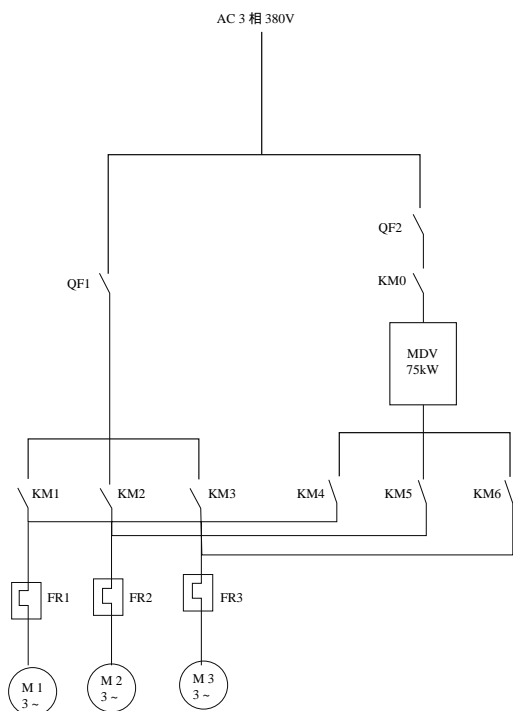 AC 3 相 380V
QF2
QF1
KM0
MDV
75kW
KM1
KM2
KM3
KM4
KM5
KM6
FR1
FR2
FR3
M 1
3 ~
M 2
3 ~
M 3
3 ~